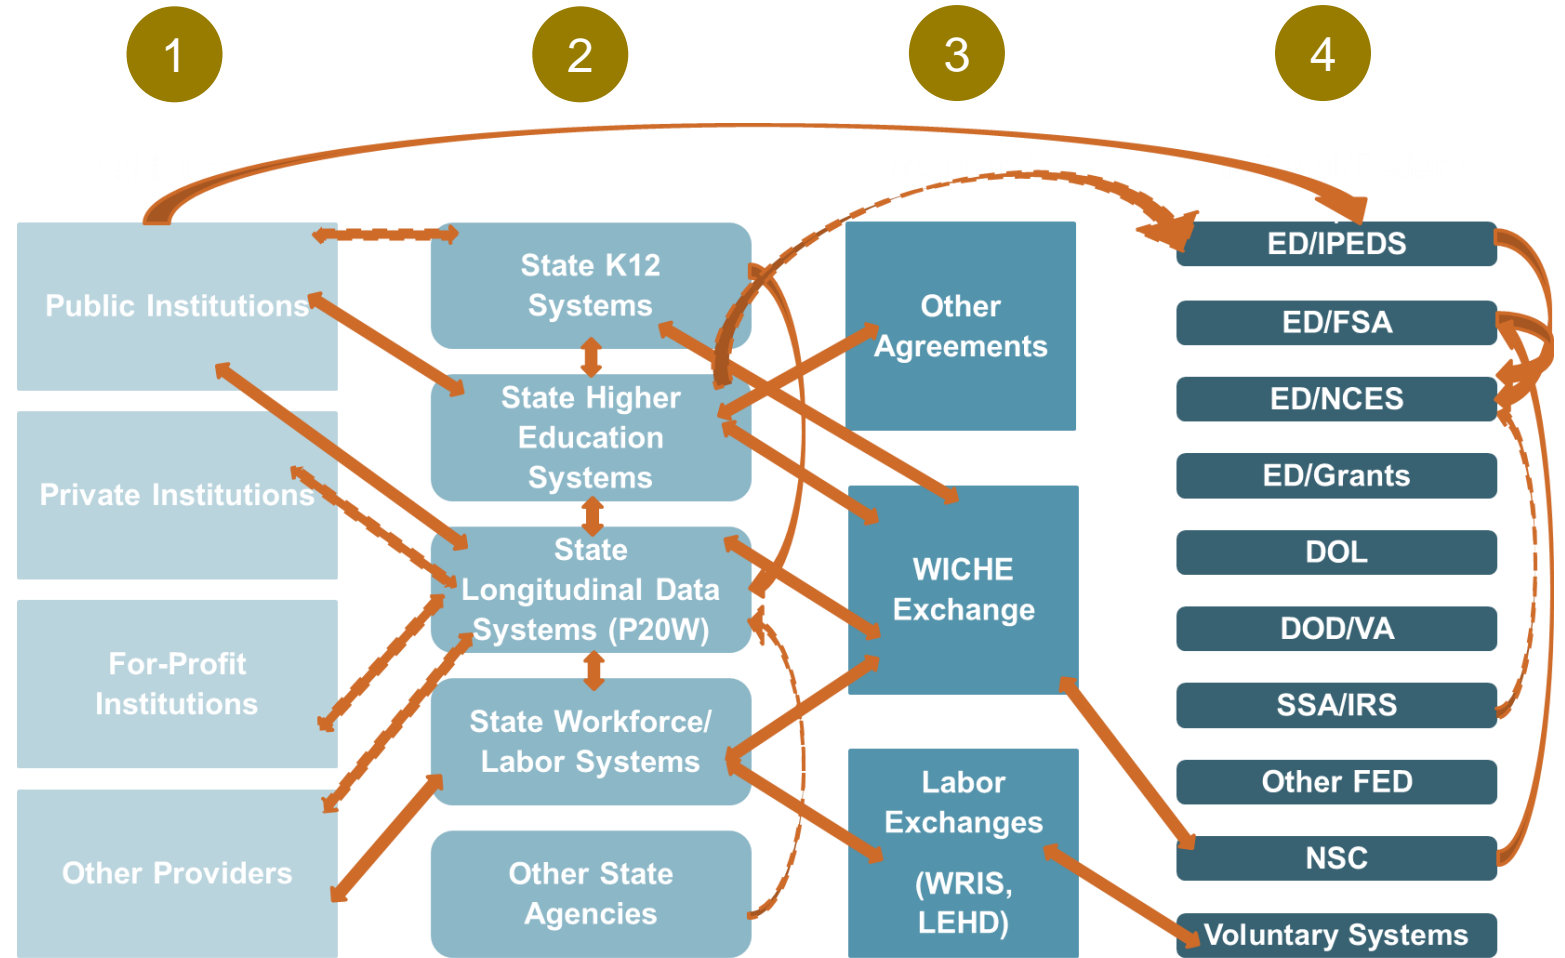 1
2
3
4
Public Institutions
Private Institutions
For-Profit
Institutions
Other Providers
State K12
Systems
State Higher
Education
Systems
State
Longitudinal Data
Systems (P20W)
State Workforce/
Labor Systems
Other State
Agencies
Other
Agreements
WICHE
Exchange
Labor
Exchanges
(WRIS,
LEHD)
ED/IPEDS
ED/FSA
ED/NCES
ED/Grants
DOL
DOD/VA
SSA/IRS
Other FED
NSC
Voluntary Systems